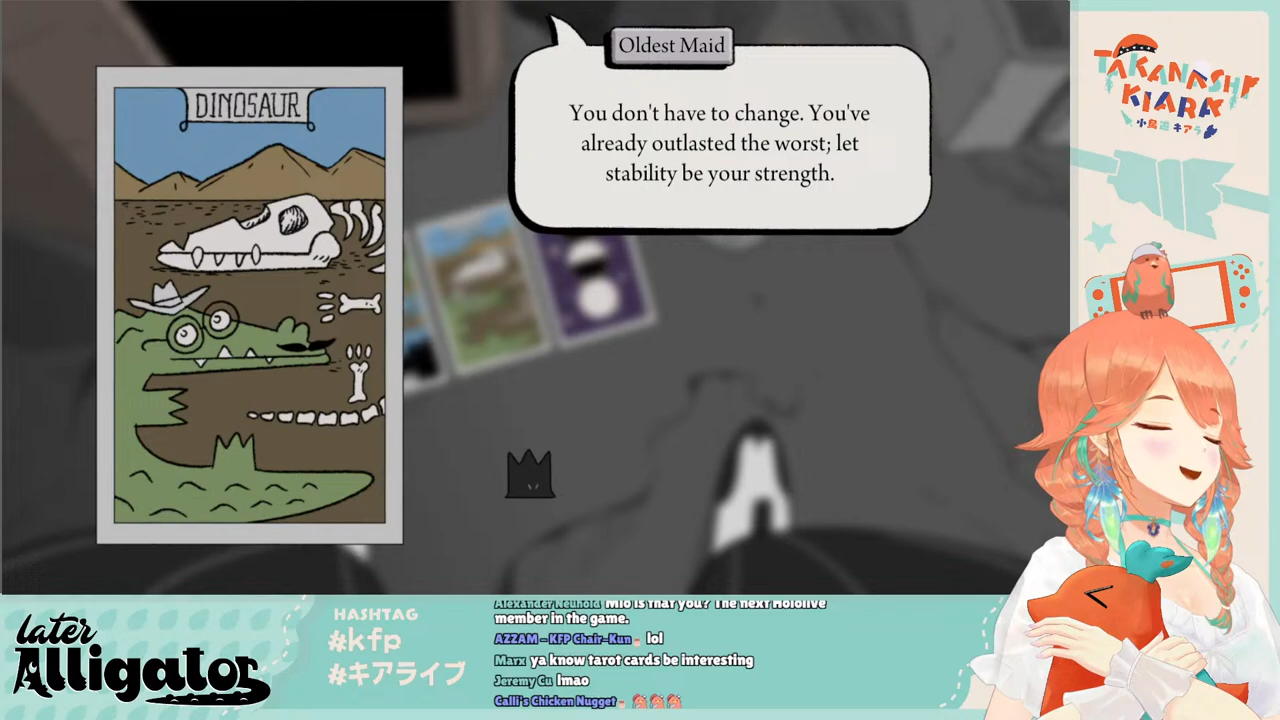 Oldest Maid
You don't have to change. You've
already outlasted the worst; let
stability be your strength.
DINOSAUR
TAKANASHI
KIARA
小鳥遊キアラ
later
Alligator
HASHTAG
#kfp
#キアライブ
Alexander Neuhold Mio is that you? The next Hololive
member in the game.
AZZAM - KFP Chair-Kun lol
Marx ya know tarot cards be interesting
Jeremy Cu lmao
Calli's Chicken Nugget